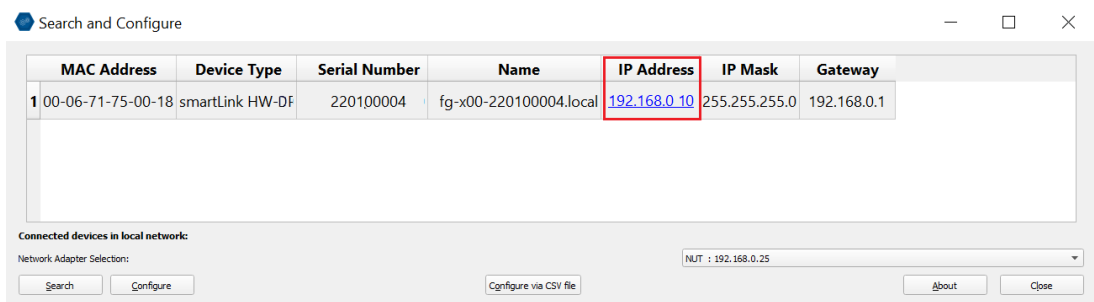 Search and Configure
MAC Address Device Type Serial Number Name IP Address IP Mask Gateway
1 00-06-71-75-00-18 smartLink HW-DF 220100004 fg-x00-220100004.local 192.168.0 10 255.255.255.0 192.168.0.1
Connected devices in local network:
Network Adapter Selection: NUT : 192.168.0.25
Search Configure Configure via CSV file About Close